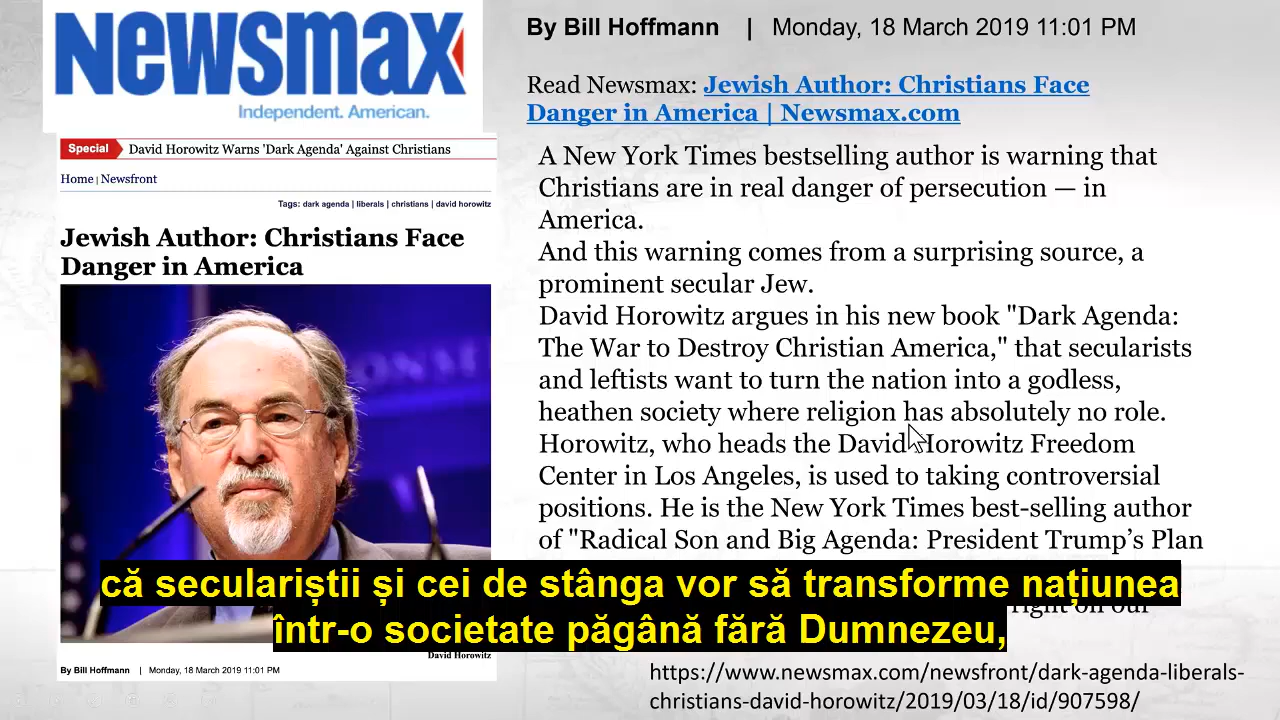 Newsmax
Independent. American.
Special David Horowitz Warns 'Dark Agenda' Against Christians
Home | Newsfront
Tags: dark agenda | liberals | christians | david horowitz
Jewish Author: Christians Face
Danger in America
David Horowitz
By Bill Hoffmann | Monday, 18 March 2019 11:01 PM
By Bill Hoffmann | Monday, 18 March 2019 11:01 PM
Read Newsmax: Jewish Author: Christians Face
Danger in America | Newsmax.com
A New York Times bestselling author is warning that
Christians are in real danger of persecution — in
America.
And this warning comes from a surprising source, a
prominent secular Jew.
David Horowitz argues in his new book "Dark Agenda:
The War to Destroy Christian America," that secularists
and leftists want to turn the nation into a godless,
heathen society where religion has absolutely no role.
Horowitz, who heads the David Horowitz Freedom
Center in Los Angeles, is used to taking controversial
positions. He is the New York Times best-selling author
of "Radical Son and Big Agenda: President Trump’s Plan
right on our
că seculariștii și cei de stânga vor să transforme națiunea
într-o societate păgână fără Dumnezeu,
https://www.newsmax.com/newsfront/dark-agenda-liberals-
christians-david-horowitz/2019/03/18/id/907598/